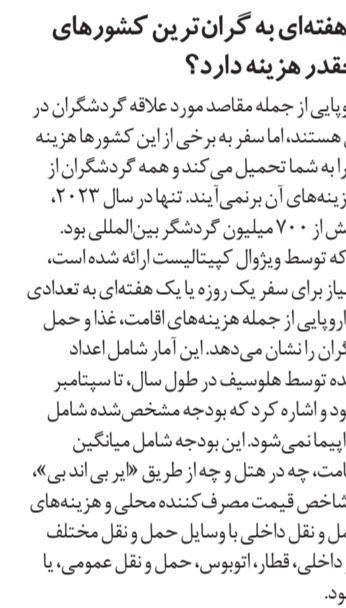 هفته‌ای به گران‌ترین کشورهای
چقدر هزینه دارد؟
وپایی از جمله مقاصد مورد علاقه گردشگران در
هستند، اما سفر به برخی از این کشورها هزینه
را به شما تحمیل می‌کند و همه گردشگران از
زینه‌های آن برنمی‌آیند. تنها در سال ۲۰۲۳،
ش از ۷۰۰ میلیون گردشگر بین‌المللی بود.
که توسط ویژوال کپیتالیست ارائه شده است،
یاز برای سفر یک روزه یا یک هفته‌ای به تعدادی
اروپایی از جمله هزینه‌های اقامت، غذا و حمل
گران را نشان می‌دهد. این آمار شامل اعداد
ده توسط هلوسیف در طول سال، تا سپتامبر
ود و اشاره کرد که بودجه مشخص‌شده شامل
اپیما نمی‌شود. این بودجه شامل میانگین
امت، چه در هتل و چه از طریق «ایر بی اند بی»،
شاخص قیمت مصرف‌کننده محلی و هزینه‌های
مل و نقل داخلی با وسایل حمل و نقل مختلف
داخلی، قطار، اتوبوس، حمل و نقل عمومی، یا
ود.